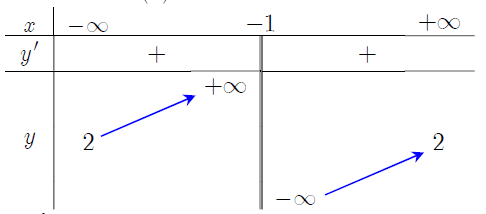 x −∞ −1 +∞
y′ + +
+∞
y 2 2
−∞